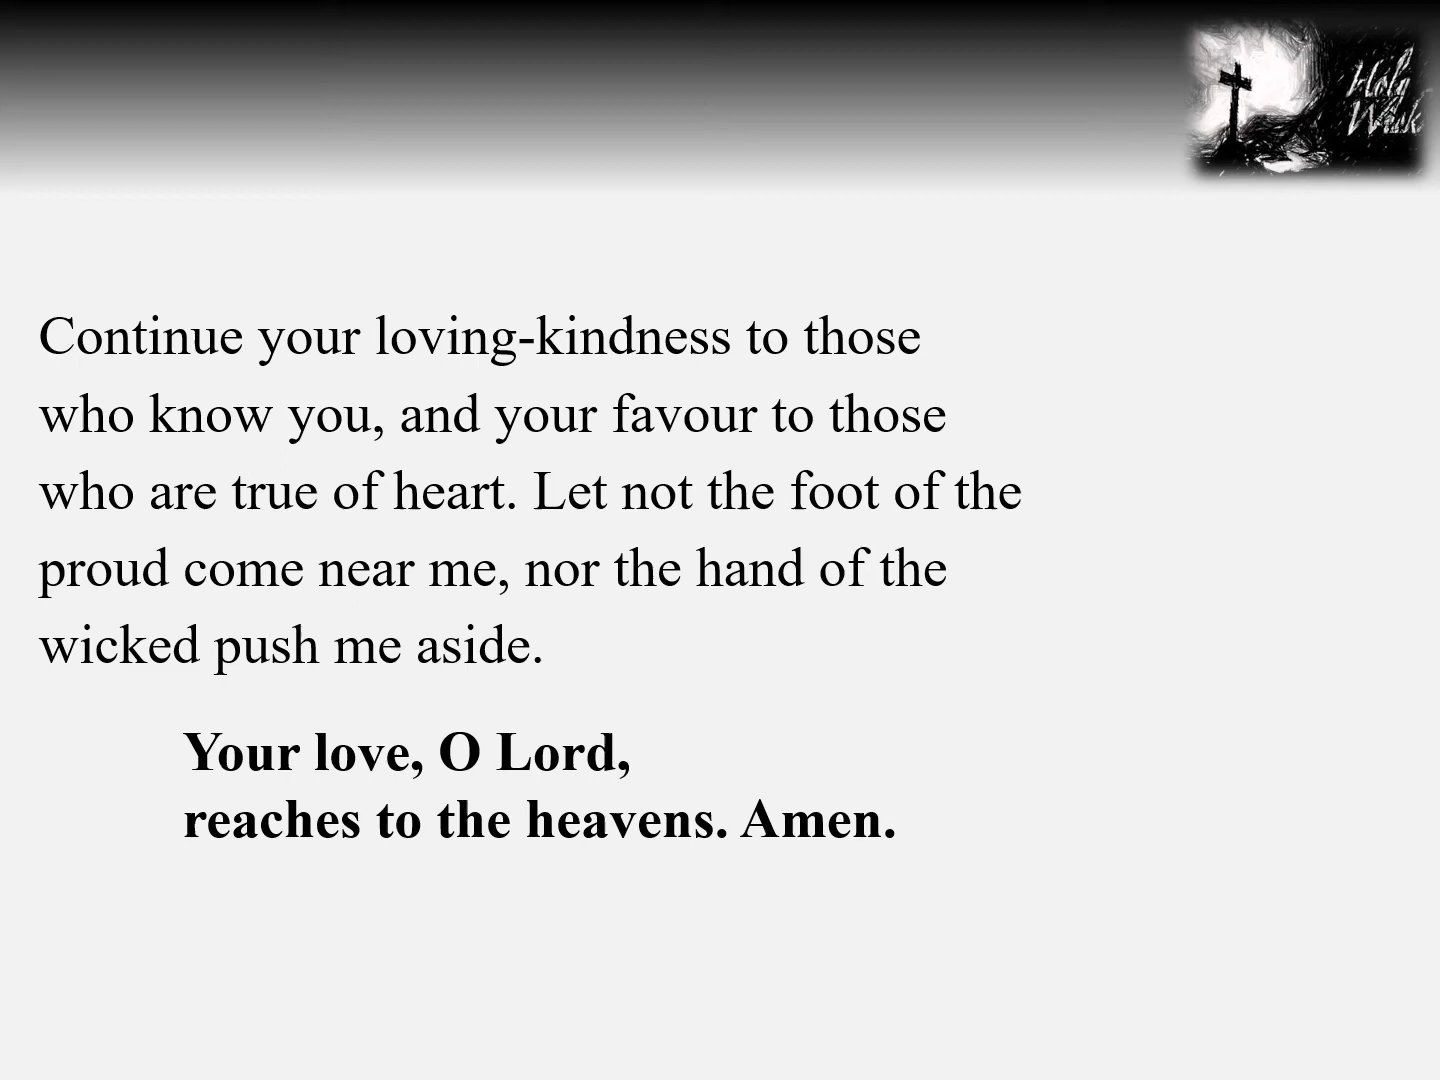 Holy
Week
Continue your loving-kindness to those
who know you, and your favour to those
who are true of heart. Let not the foot of the
proud come near me, nor the hand of the
wicked push me aside.
Your love, O Lord,
reaches to the heavens. Amen.